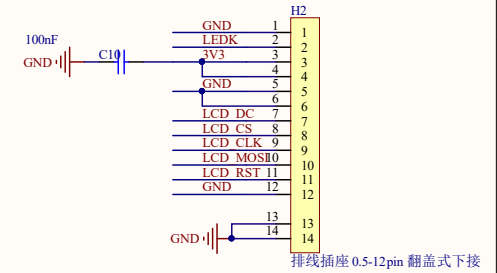 H2
GND 1 1
LEDK 2 2
100nF
C10 3V3 3 3
GND
4 4
GND 5 5
6 6
LCD_DC 7 7
LCD_CS 8 8
LCD_CLK 9 9
LCD_MOSI 10 10
LCD_RST 11 11
GND 12 12
13 13
GND 14 14
排线插座 0.5-12pin 翻盖式下接